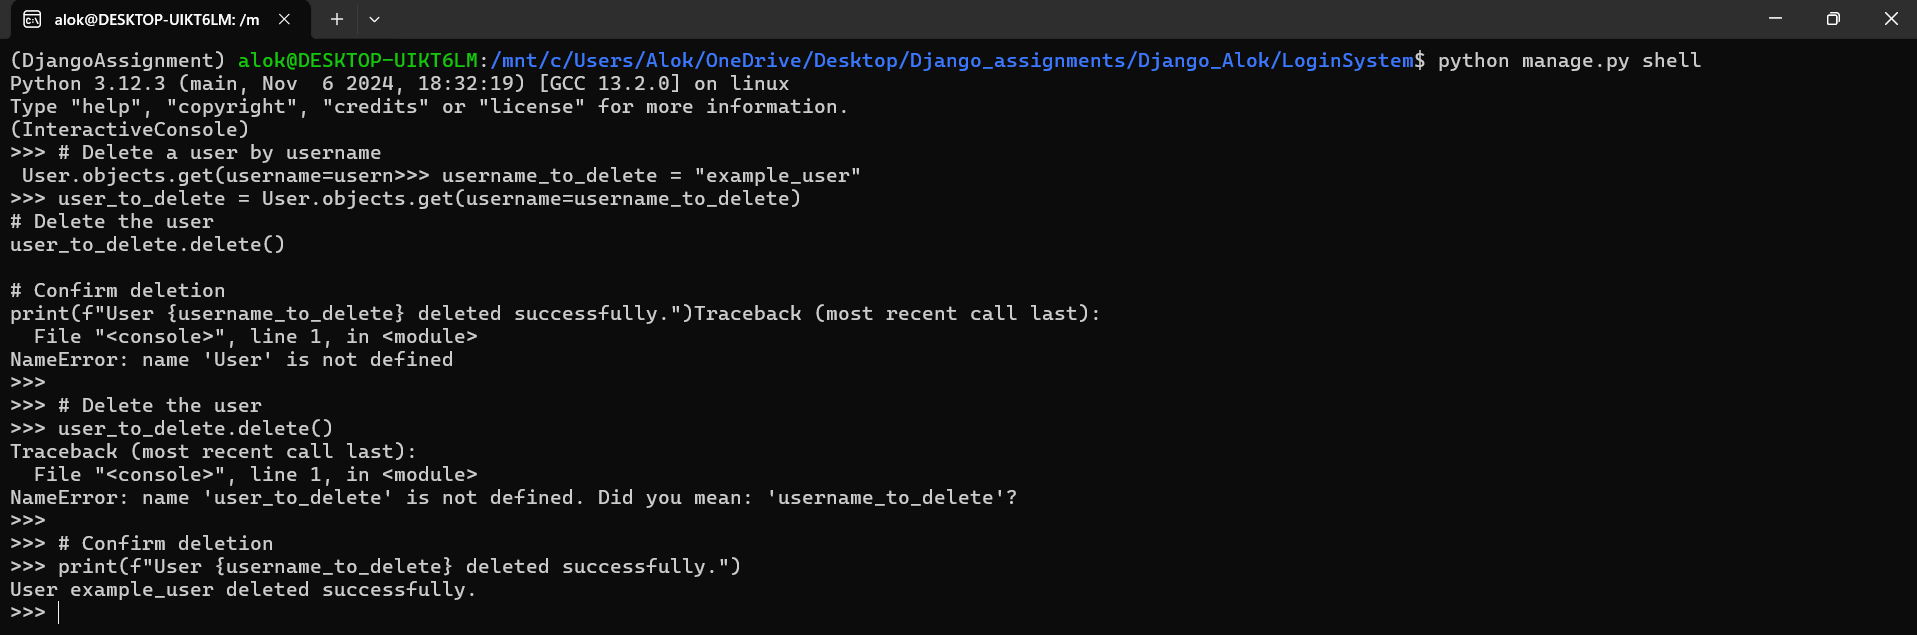 alok@DESKTOP-UIKT6LM: /m
(DjangoAssignment) alok@DESKTOP-UIKT6LM:/mnt/c/Users/Alok/OneDrive/Desktop/Django_assignments/Django_Alok/LoginSystem$ python manage.py shell
Python 3.12.3 (main, Nov  6 2024, 18:32:19) [GCC 13.2.0] on linux
Type "help", "copyright", "credits" or "license" for more information.
(InteractiveConsole)
>>> # Delete a user by username
 User.objects.get(username=usern>>> username_to_delete = "example_user"
>>> user_to_delete = User.objects.get(username=username_to_delete)
# Delete the user
user_to_delete.delete()

# Confirm deletion
print(f"User {username_to_delete} deleted successfully.")Traceback (most recent call last):
  File "<console>", line 1, in <module>
NameError: name 'User' is not defined
>>>
>>> # Delete the user
>>> user_to_delete.delete()
Traceback (most recent call last):
  File "<console>", line 1, in <module>
NameError: name 'user_to_delete' is not defined. Did you mean: 'username_to_delete'?
>>>
>>> # Confirm deletion
>>> print(f"User {username_to_delete} deleted successfully.")
User example_user deleted successfully.
>>>